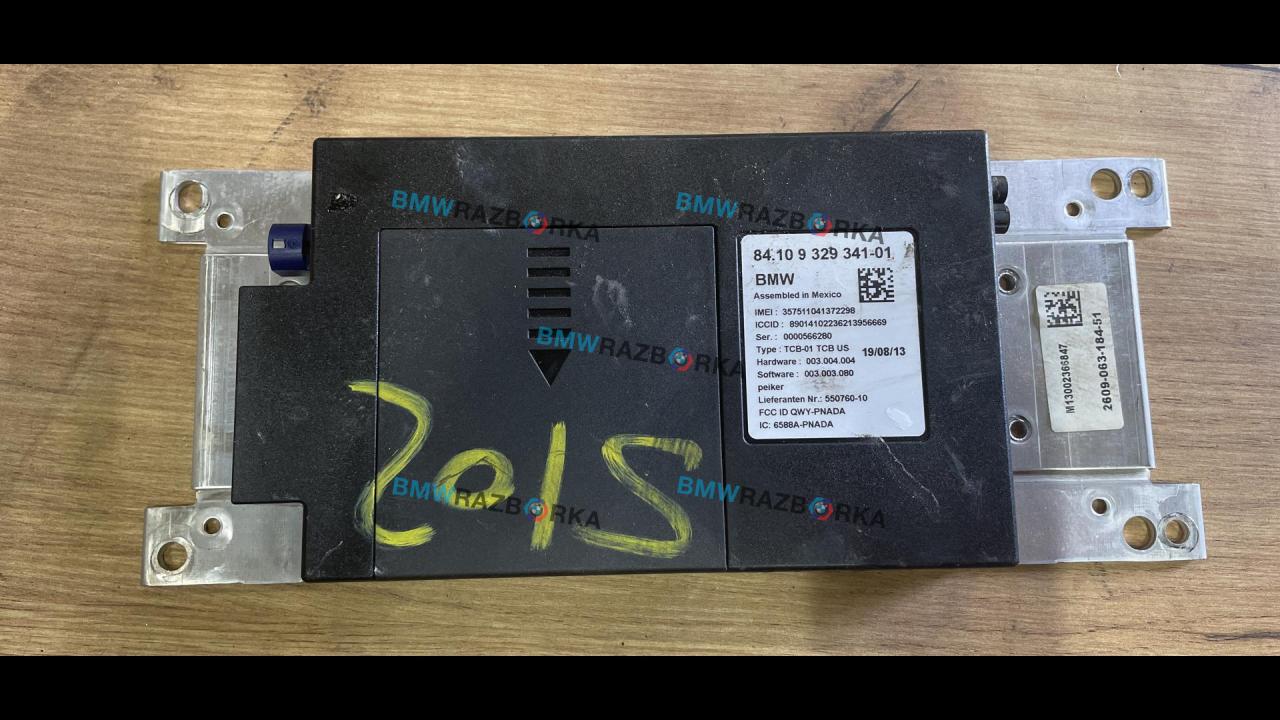 BMWRAZBORKA
BMWRAZBORKA
84.10 9 329 341-01
BMW
Assembled in Mexico
IMEI : 357511041372298
ICCID : 89014102236213956669
Ser. : 0000566280
Type : TCB-01 TCB US
19/08/13
Hardware : 003.004.004
Software : 003.003.080
peiker
Lieferanten Nr.: 550760-10
FCC ID QWY-PNADA
IC: 6588A-PNADA
M13002366847
2609-063-184-51
BMWRAZBORKA
2015
BMWRAZBORKA
BMWRAZBORKA